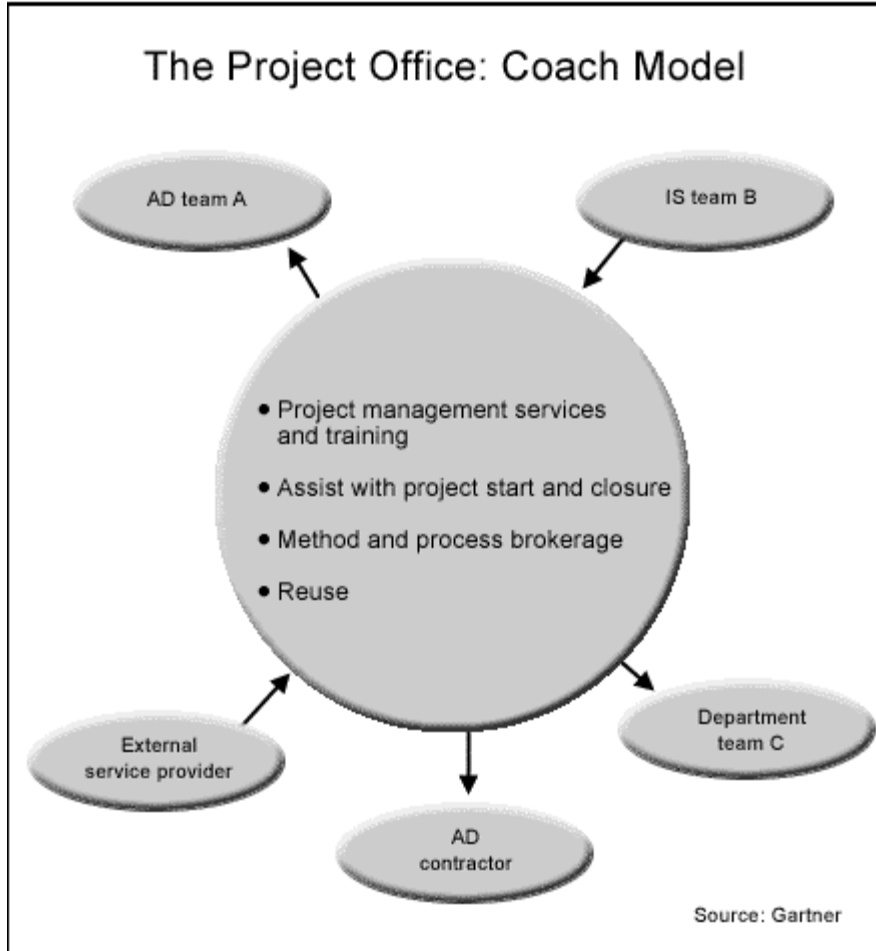 The Project Office: Coach Model
AD team A
IS team B
• Project management services
and training
• Assist with project start and closure
• Method and process brokerage
• Reuse
External
service provider
Department
team C
AD
contractor
Source: Gartner